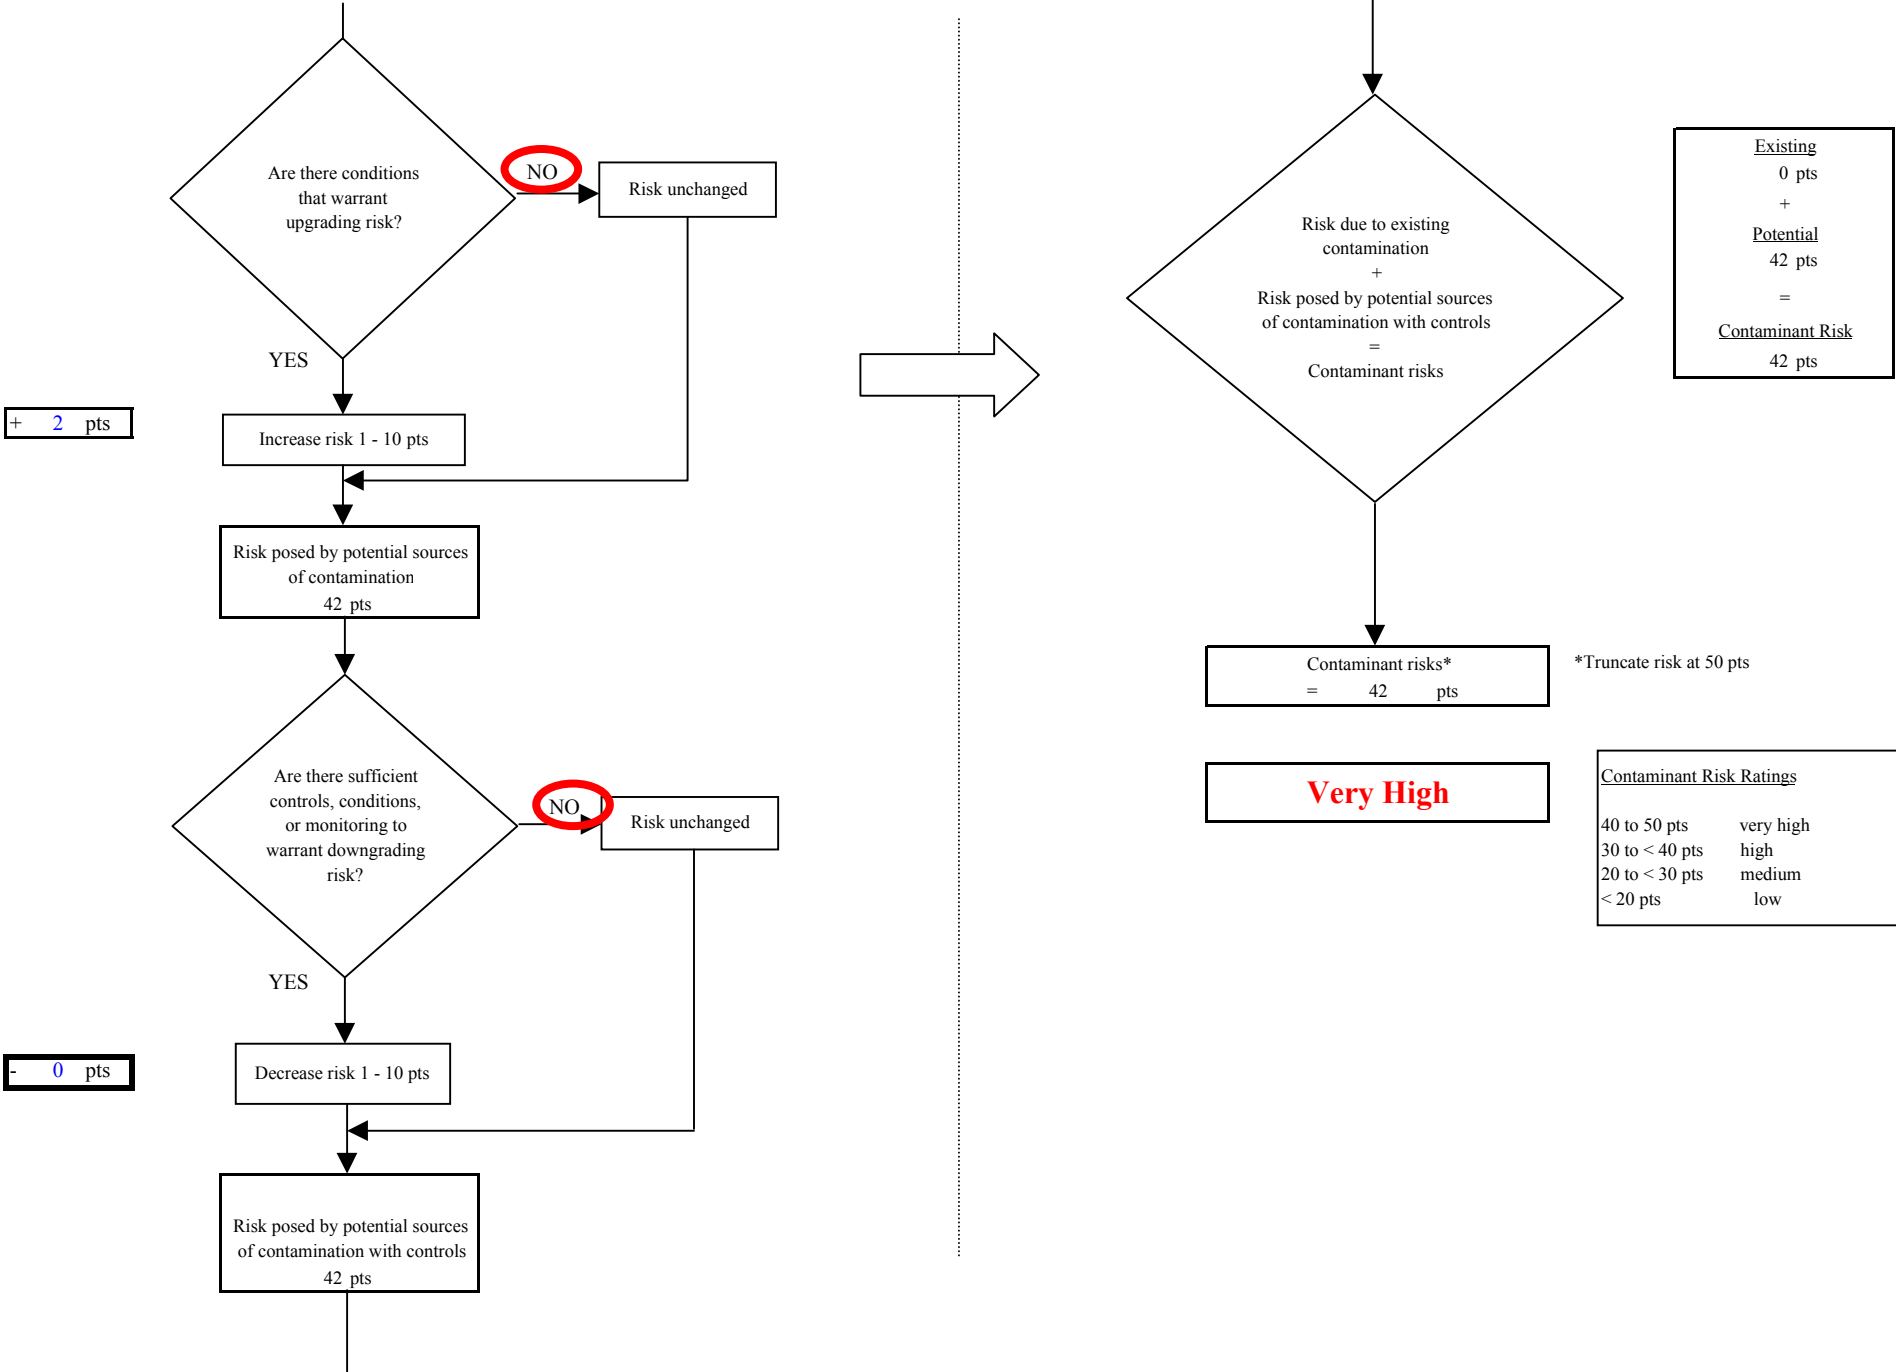 Are there conditions
that warrant
upgrading risk?
NO
Risk unchanged
YES
+ 2 pts
Increase risk 1 - 10 pts
Risk posed by potential sources
of contamination
42 pts
Are there sufficient
controls, conditions,
or monitoring to
warrant downgrading
risk?
NO
Risk unchanged
YES
- 0 pts
Decrease risk 1 - 10 pts
Risk posed by potential sources
of contamination with controls
42 pts
Risk due to existing
contamination
+
Risk posed by potential sources
of contamination with controls
=
Contaminant risks
Existing
0 pts
+
Potential
42 pts
=
Contaminant Risk
42 pts
Contaminant risks*
= 42 pts
*Truncate risk at 50 pts
Very High
Contaminant Risk Ratings
40 to 50 pts very high
30 to < 40 pts high
20 to < 30 pts medium
< 20 pts low